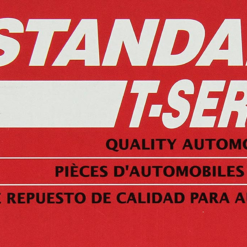 STANDA
T-SER
QUALITY AUTOMO
PIÈCES D'AUTOMOBILES
REPUESTO DE CALIDAD PARA A